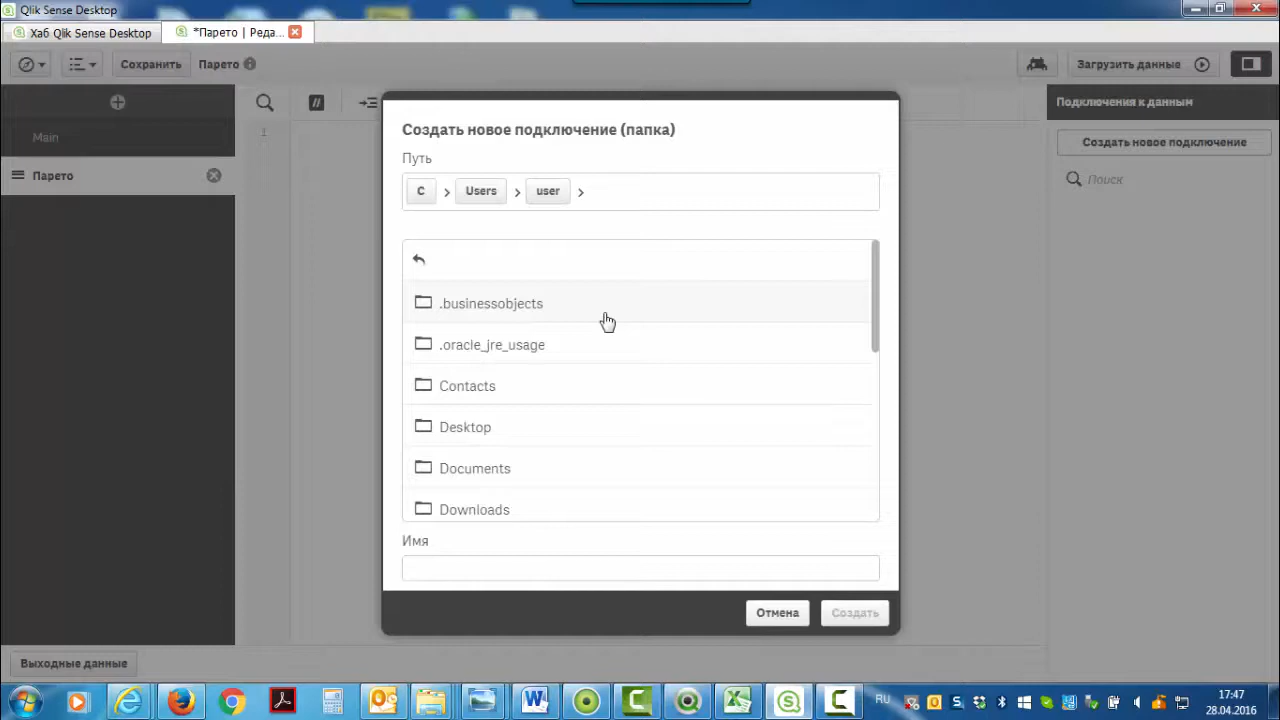 Qlik Sense Desktop
Хаб Qlik Sense Desktop
*Парето | Реда...
Сохранить
Парето
Загрузить данные
Main
Парето
1
Подключения к данным
Создать новое подключение
Поиск
Создать новое подключение (папка)
Путь
C
Users
user
.businessobjects
.oracle_jre_usage
Contacts
Desktop
Documents
Downloads
Имя
Отмена
Создать
Выходные данные
RU
17:47
28.04.2016